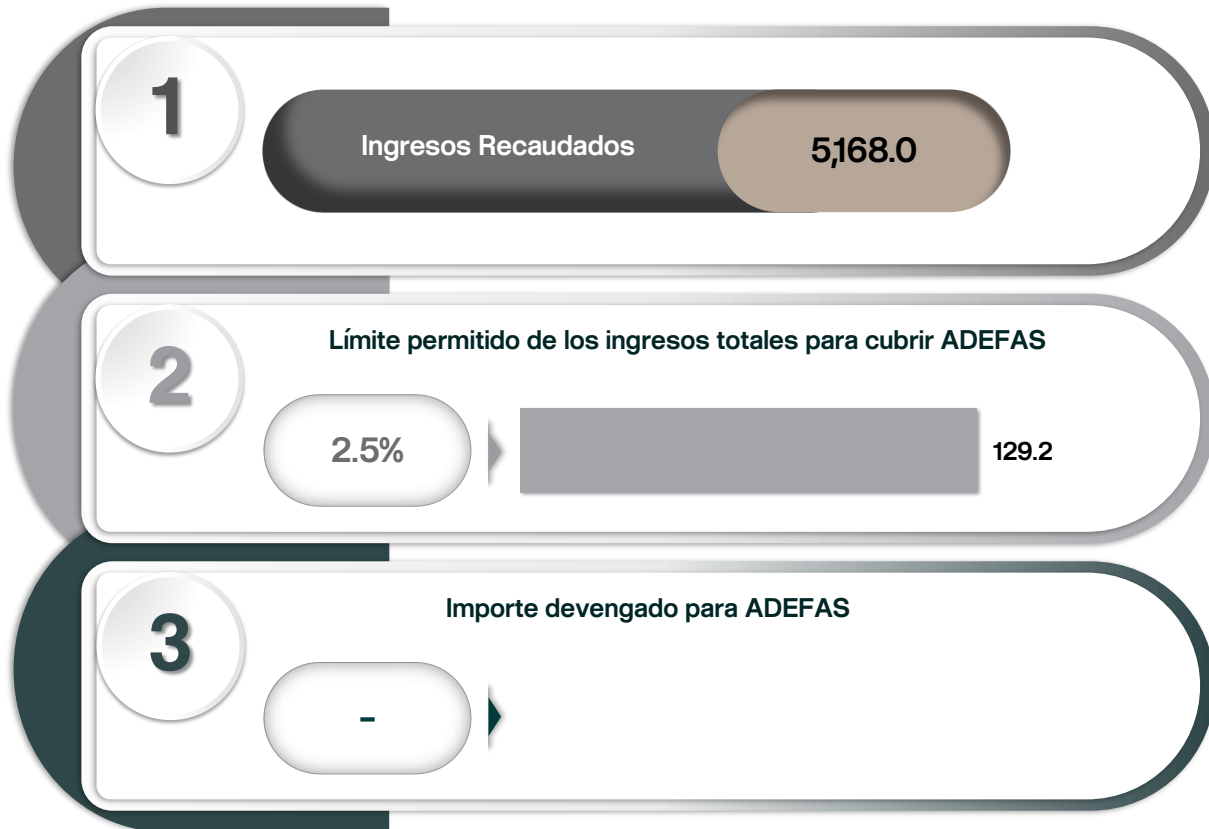 1
Ingresos Recaudados
5,168.0
2
Límite permitido de los ingresos totales para cubrir ADEFAS
2.5%
129.2
3
Importe devengado para ADEFAS
-